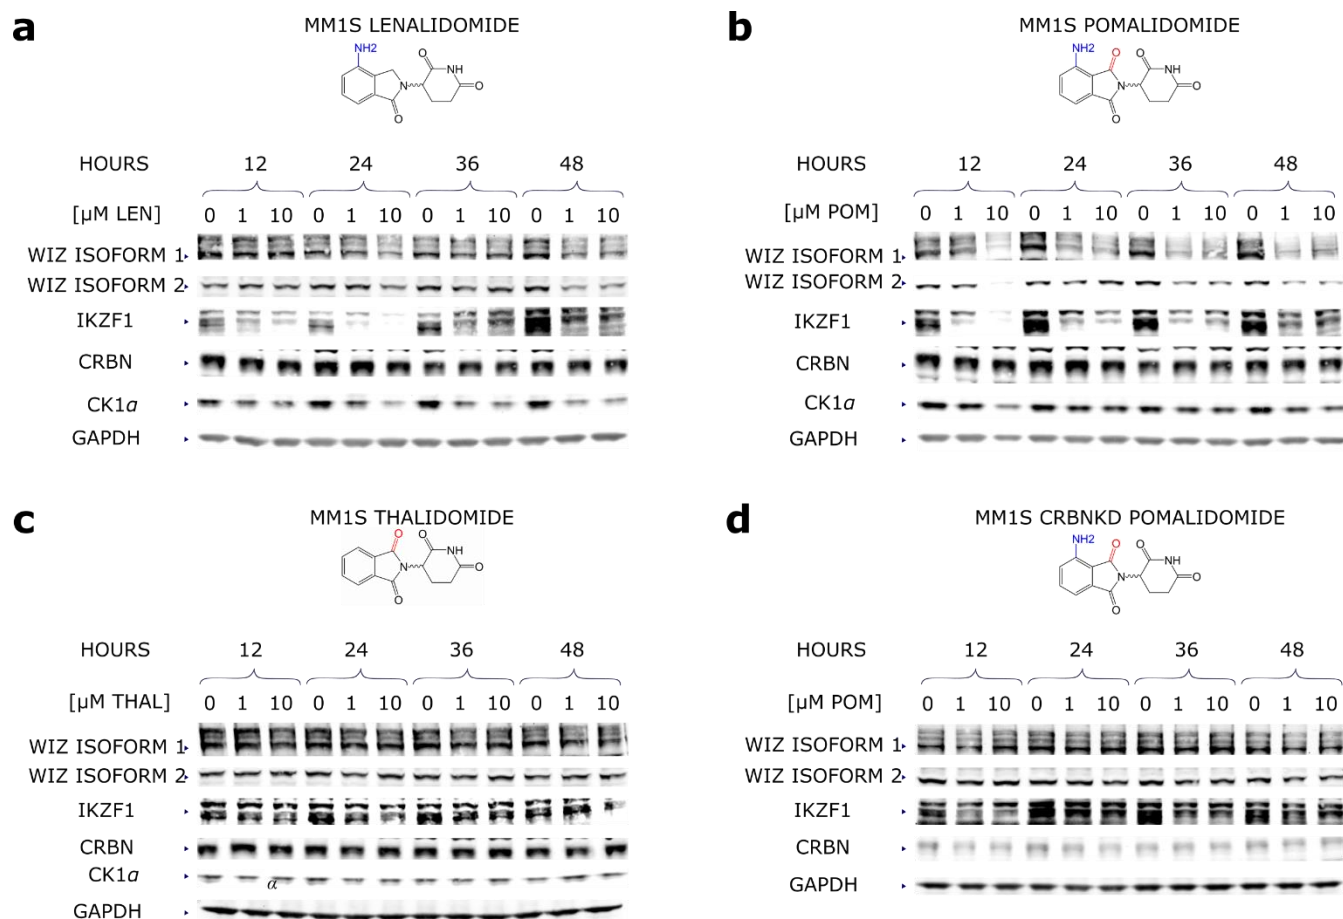 a
MM1S LENALIDOMIDE
NH2
O
NH
N
O
O
HOURS 12 24 36 48
[µM LEN] 0 1 10 0 1 10 0 1 10 0 1 10
WIZ ISOFORM 1
WIZ ISOFORM 2
IKZF1
CRBN
CK1α
GAPDH
b
MM1S POMALIDOMIDE
NH2
O
O
NH
N
O
O
HOURS 12 24 36 48
[µM POM] 0 1 10 0 1 10 0 1 10 0 1 10
WIZ ISOFORM 1
WIZ ISOFORM 2
IKZF1
CRBN
CK1α
GAPDH
c
MM1S THALIDOMIDE
O
O
NH
N
O
O
HOURS 12 24 36 48
[µM THAL] 0 1 10 0 1 10 0 1 10 0 1 10
WIZ ISOFORM 1
WIZ ISOFORM 2
IKZF1
CRBN
CK1α
α
GAPDH
d
MM1S CRBNKD POMALIDOMIDE
NH2
O
O
NH
N
O
O
HOURS 12 24 36 48
[µM POM] 0 1 10 0 1 10 0 1 10 0 1 10
WIZ ISOFORM 1
WIZ ISOFORM 2
IKZF1
CRBN
GAPDH